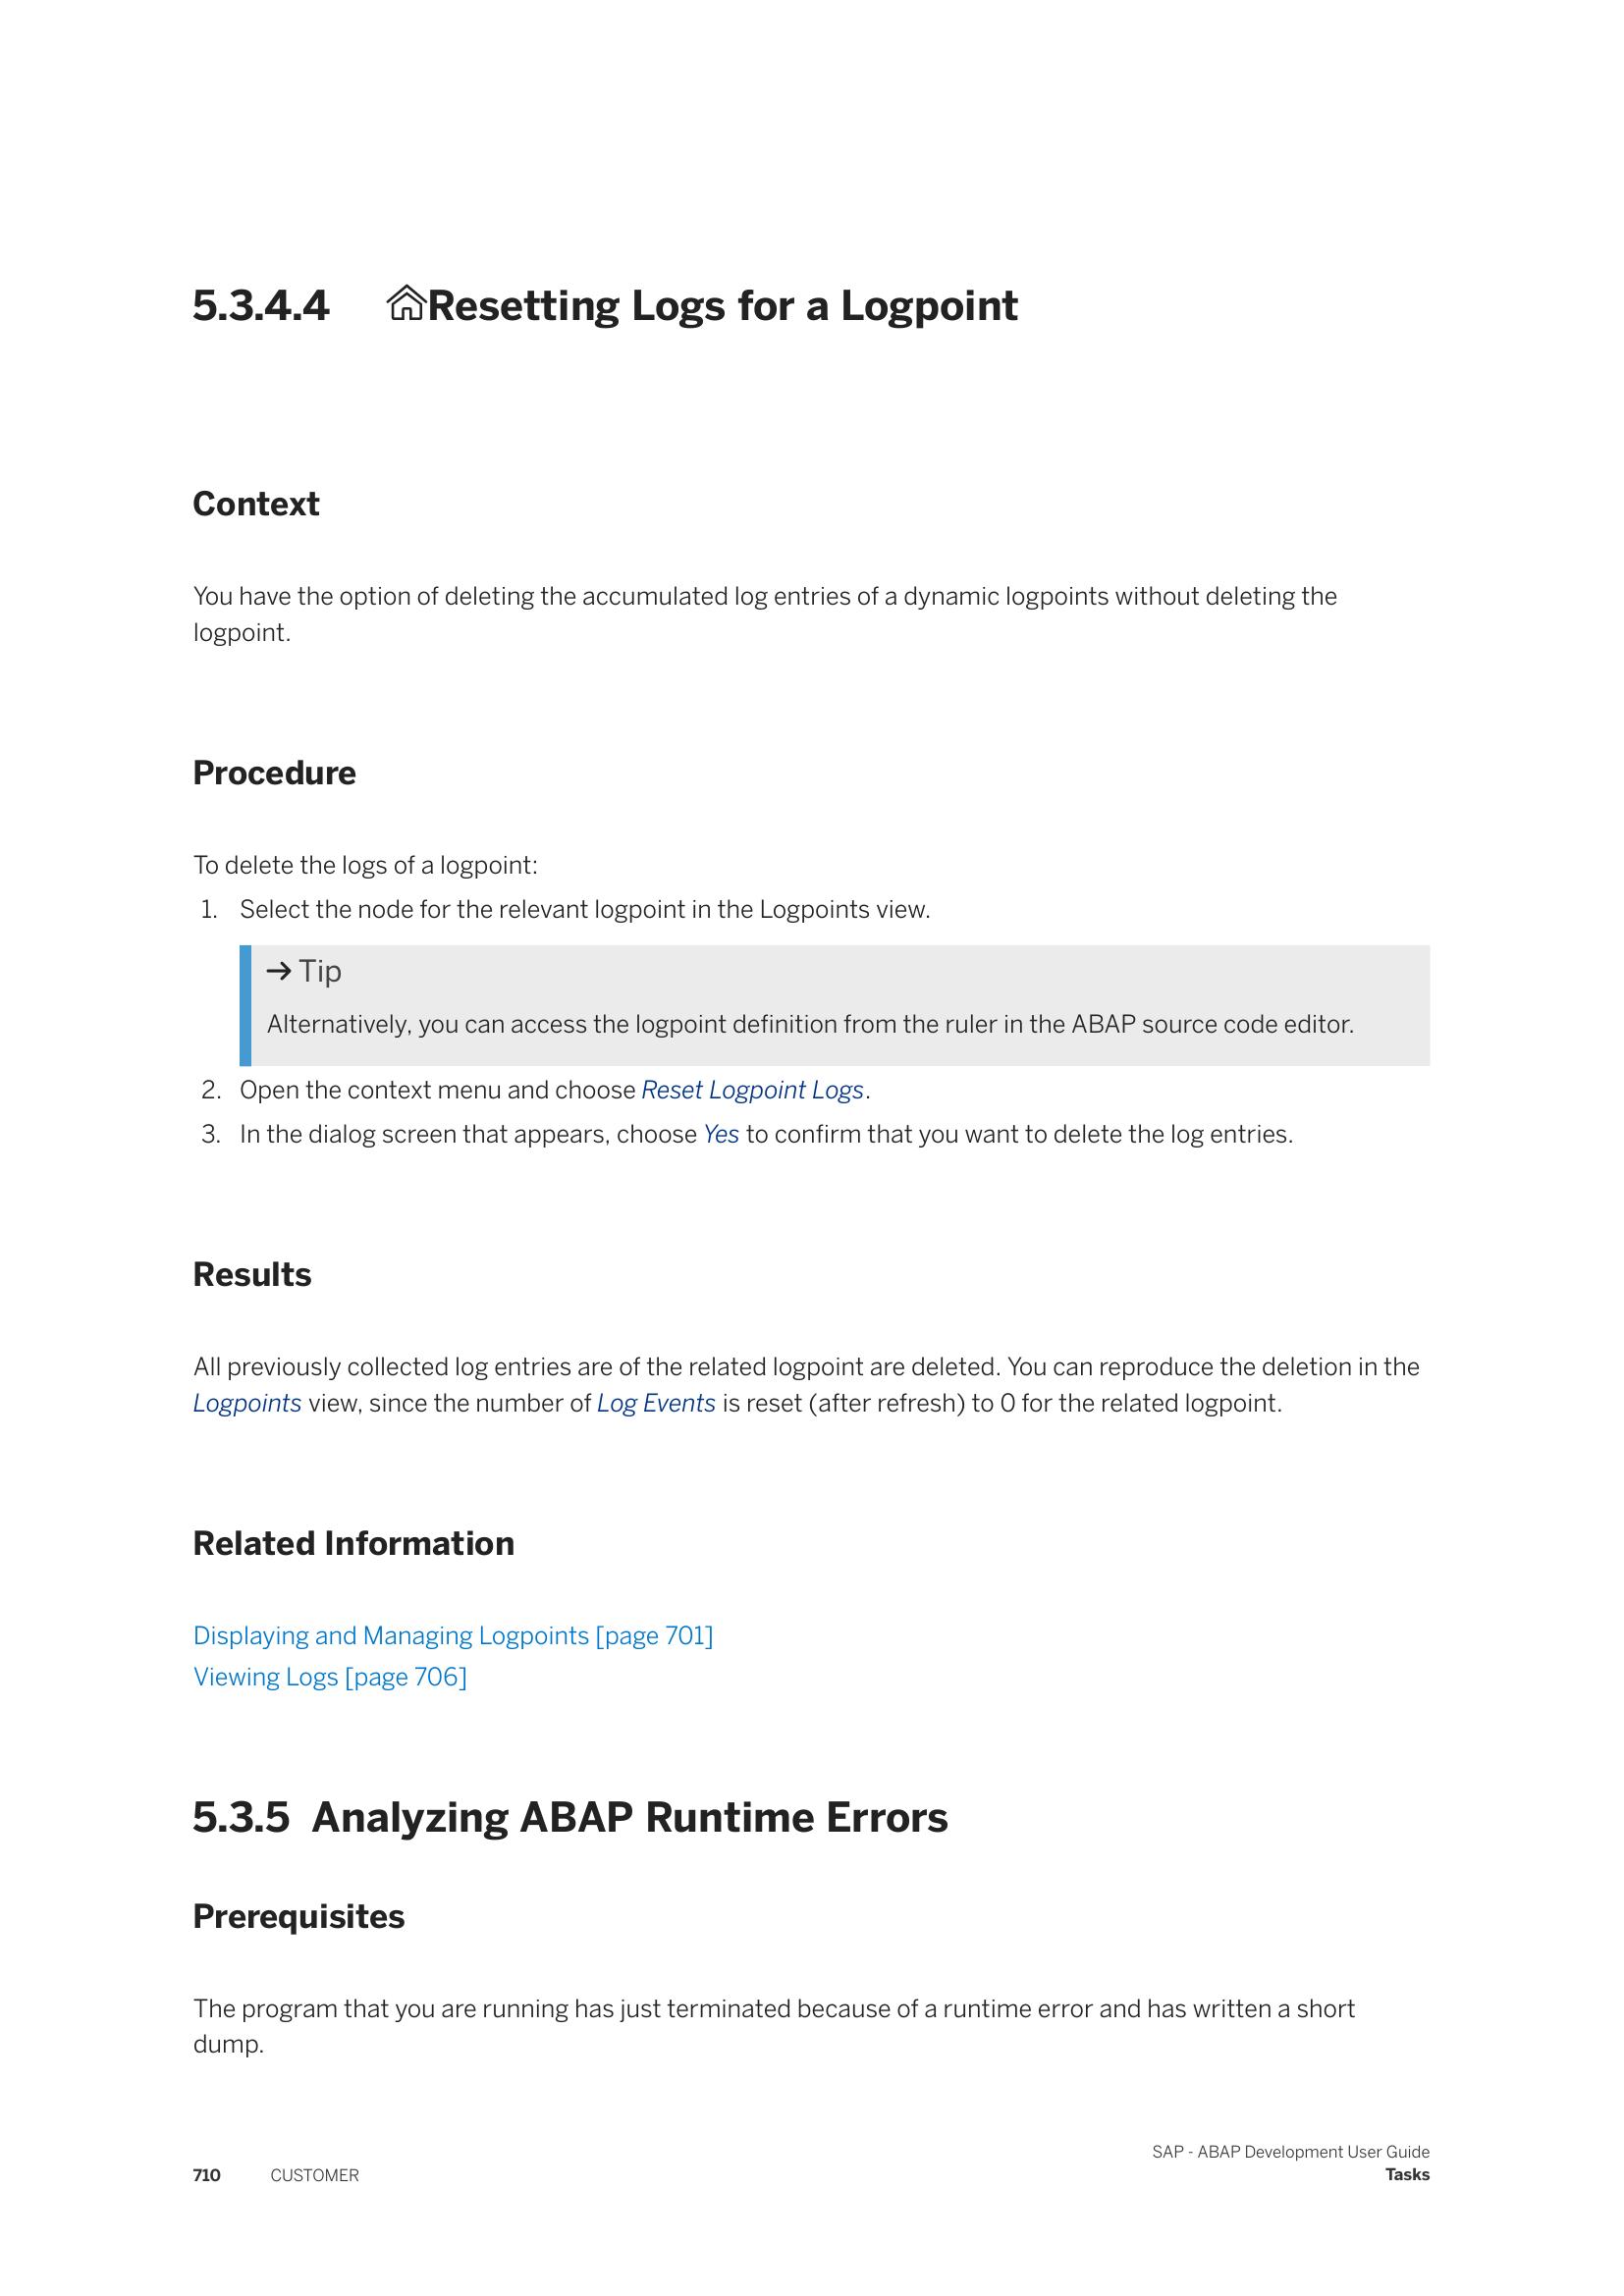 5.3.4.4 Resetting Logs for a Logpoint
Context
You have the option of deleting the accumulated log entries of a dynamic logpoints without deleting the
logpoint.
Procedure
To delete the logs of a logpoint:
1. Select the node for the relevant logpoint in the Logpoints view.
→ Tip
Alternatively, you can access the logpoint definition from the ruler in the ABAP source code editor.
2. Open the context menu and choose Reset Logpoint Logs.
3. In the dialog screen that appears, choose Yes to confirm that you want to delete the log entries.
Results
All previously collected log entries are of the related logpoint are deleted. You can reproduce the deletion in the
Logpoints view, since the number of Log Events is reset (after refresh) to 0 for the related logpoint.
Related Information
Displaying and Managing Logpoints [page 701]
Viewing Logs [page 706]
5.3.5 Analyzing ABAP Runtime Errors
Prerequisites
The program that you are running has just terminated because of a runtime error and has written a short
dump.
SAP - ABAP Development User Guide
710 CUSTOMER Tasks